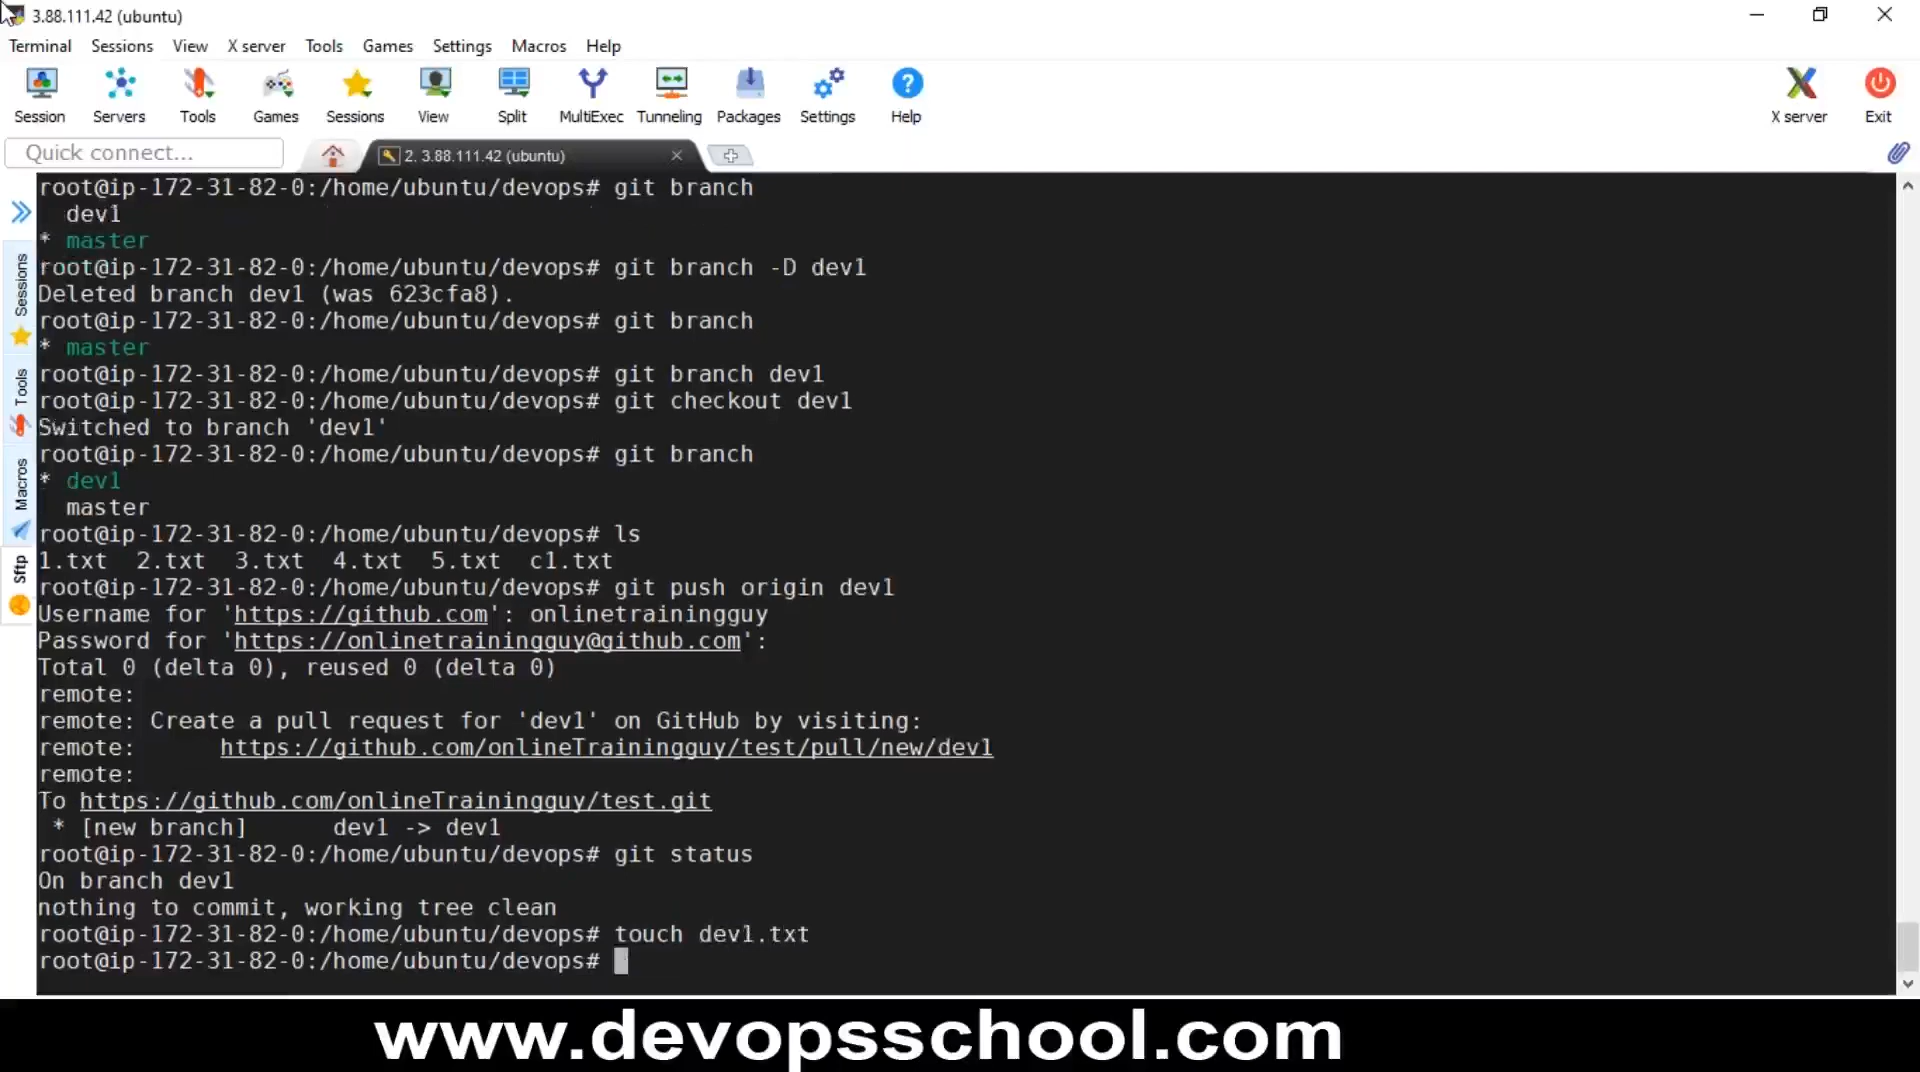 3.88.111.42 (ubuntu)
Terminal Sessions View X server Tools Games Settings Macros Help
Session Servers Tools Games Sessions View Split MultiExec Tunneling Packages Settings Help X server Exit
Quick connect...
2. 3.88.111.42 (ubuntu)
Sessions
Tools
Macros
Sftp
root@ip-172-31-82-0:/home/ubuntu/devops# git branch
  dev1
* master
root@ip-172-31-82-0:/home/ubuntu/devops# git branch -D dev1
Deleted branch dev1 (was 623cfa8).
root@ip-172-31-82-0:/home/ubuntu/devops# git branch
* master
root@ip-172-31-82-0:/home/ubuntu/devops# git branch dev1
root@ip-172-31-82-0:/home/ubuntu/devops# git checkout dev1
Switched to branch 'dev1'
root@ip-172-31-82-0:/home/ubuntu/devops# git branch
* dev1
  master
root@ip-172-31-82-0:/home/ubuntu/devops# ls
1.txt  2.txt  3.txt  4.txt  5.txt  c1.txt
root@ip-172-31-82-0:/home/ubuntu/devops# git push origin dev1
Username for 'https://github.com': onlinetrainingguy
Password for 'https://onlinetrainingguy@github.com':
Total 0 (delta 0), reused 0 (delta 0)
remote:
remote: Create a pull request for 'dev1' on GitHub by visiting:
remote:      https://github.com/onlineTrainingguy/test/pull/new/dev1
remote:
To https://github.com/onlineTrainingguy/test.git
 * [new branch]      dev1 -> dev1
root@ip-172-31-82-0:/home/ubuntu/devops# git status
On branch dev1
nothing to commit, working tree clean
root@ip-172-31-82-0:/home/ubuntu/devops# touch dev1.txt
root@ip-172-31-82-0:/home/ubuntu/devops#
www.devopsschool.com